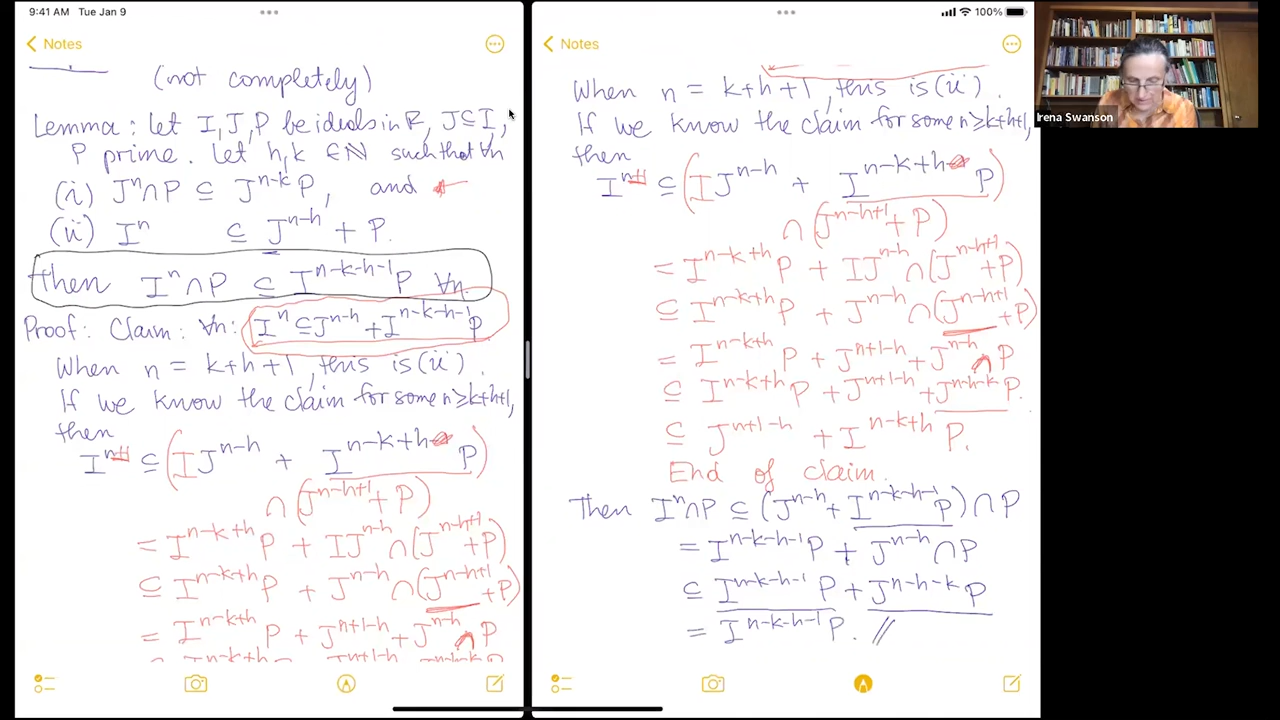 9:41 AM Tue Jan 9
100%
Notes
(not completely)
Lemma: let I, J, P be ideals in R, J⊆I,
P prime. Let h, k ∈ ℕ such that ∀n
(i) J^n ∩ P ⊆ J^{n-k} P, and
(ii) I^n ⊆ J^{n-h} + P.
then I^n ∩ P ⊆ I^{n-k-h-1} P ∀n.
Proof: Claim: ∀n: I^n ⊆ J^{n-h} + I^{n-k-h-1} P
When n = k+h+1, this is (ii).
If we know the claim for some n ≥ k+h+1,
then
I^{n+1} ⊆ (I J^{n-h} + I^{n-k+h} P)
∩ (J^{n-h+1} + P)
= I^{n-k+h} P + I J^{n-h} ∩ (J^{n-h+1} + P)
⊆ I^{n-k+h} P + J^{n-h} ∩ (J^{n-h+1} + P)
= I^{n-k+h} P + J^{n+1-h} + J^{n-h} ∩ P
Notes
When n = k+h+1, this is (ii).
If we know the claim for some n ≥ k+h+1,
then
I^{n+1} ⊆ (I J^{n-h} + I^{n-k+h} P)
∩ (J^{n-h+1} + P)
= I^{n-k+h} P + I J^{n-h} ∩ (J^{n-h+1} + P)
⊆ I^{n-k+h} P + J^{n-h} ∩ (J^{n-h+1} + P)
= I^{n-k+h} P + J^{n+1-h} + J^{n-h} ∩ P
⊆ I^{n-k+h} P + J^{n+1-h} + J^{n-h-k} P.
⊆ J^{n+1-h} + I^{n-k+h} P.
End of claim.
Then I^n ∩ P ⊆ (J^{n-h} + I^{n-k-h-1} P) ∩ P
= I^{n-k-h-1} P + J^{n-h} ∩ P
⊆ I^{n-k-h-1} P + J^{n-h-k} P
= I^{n-k-h-1} P. //
Irena Swanson